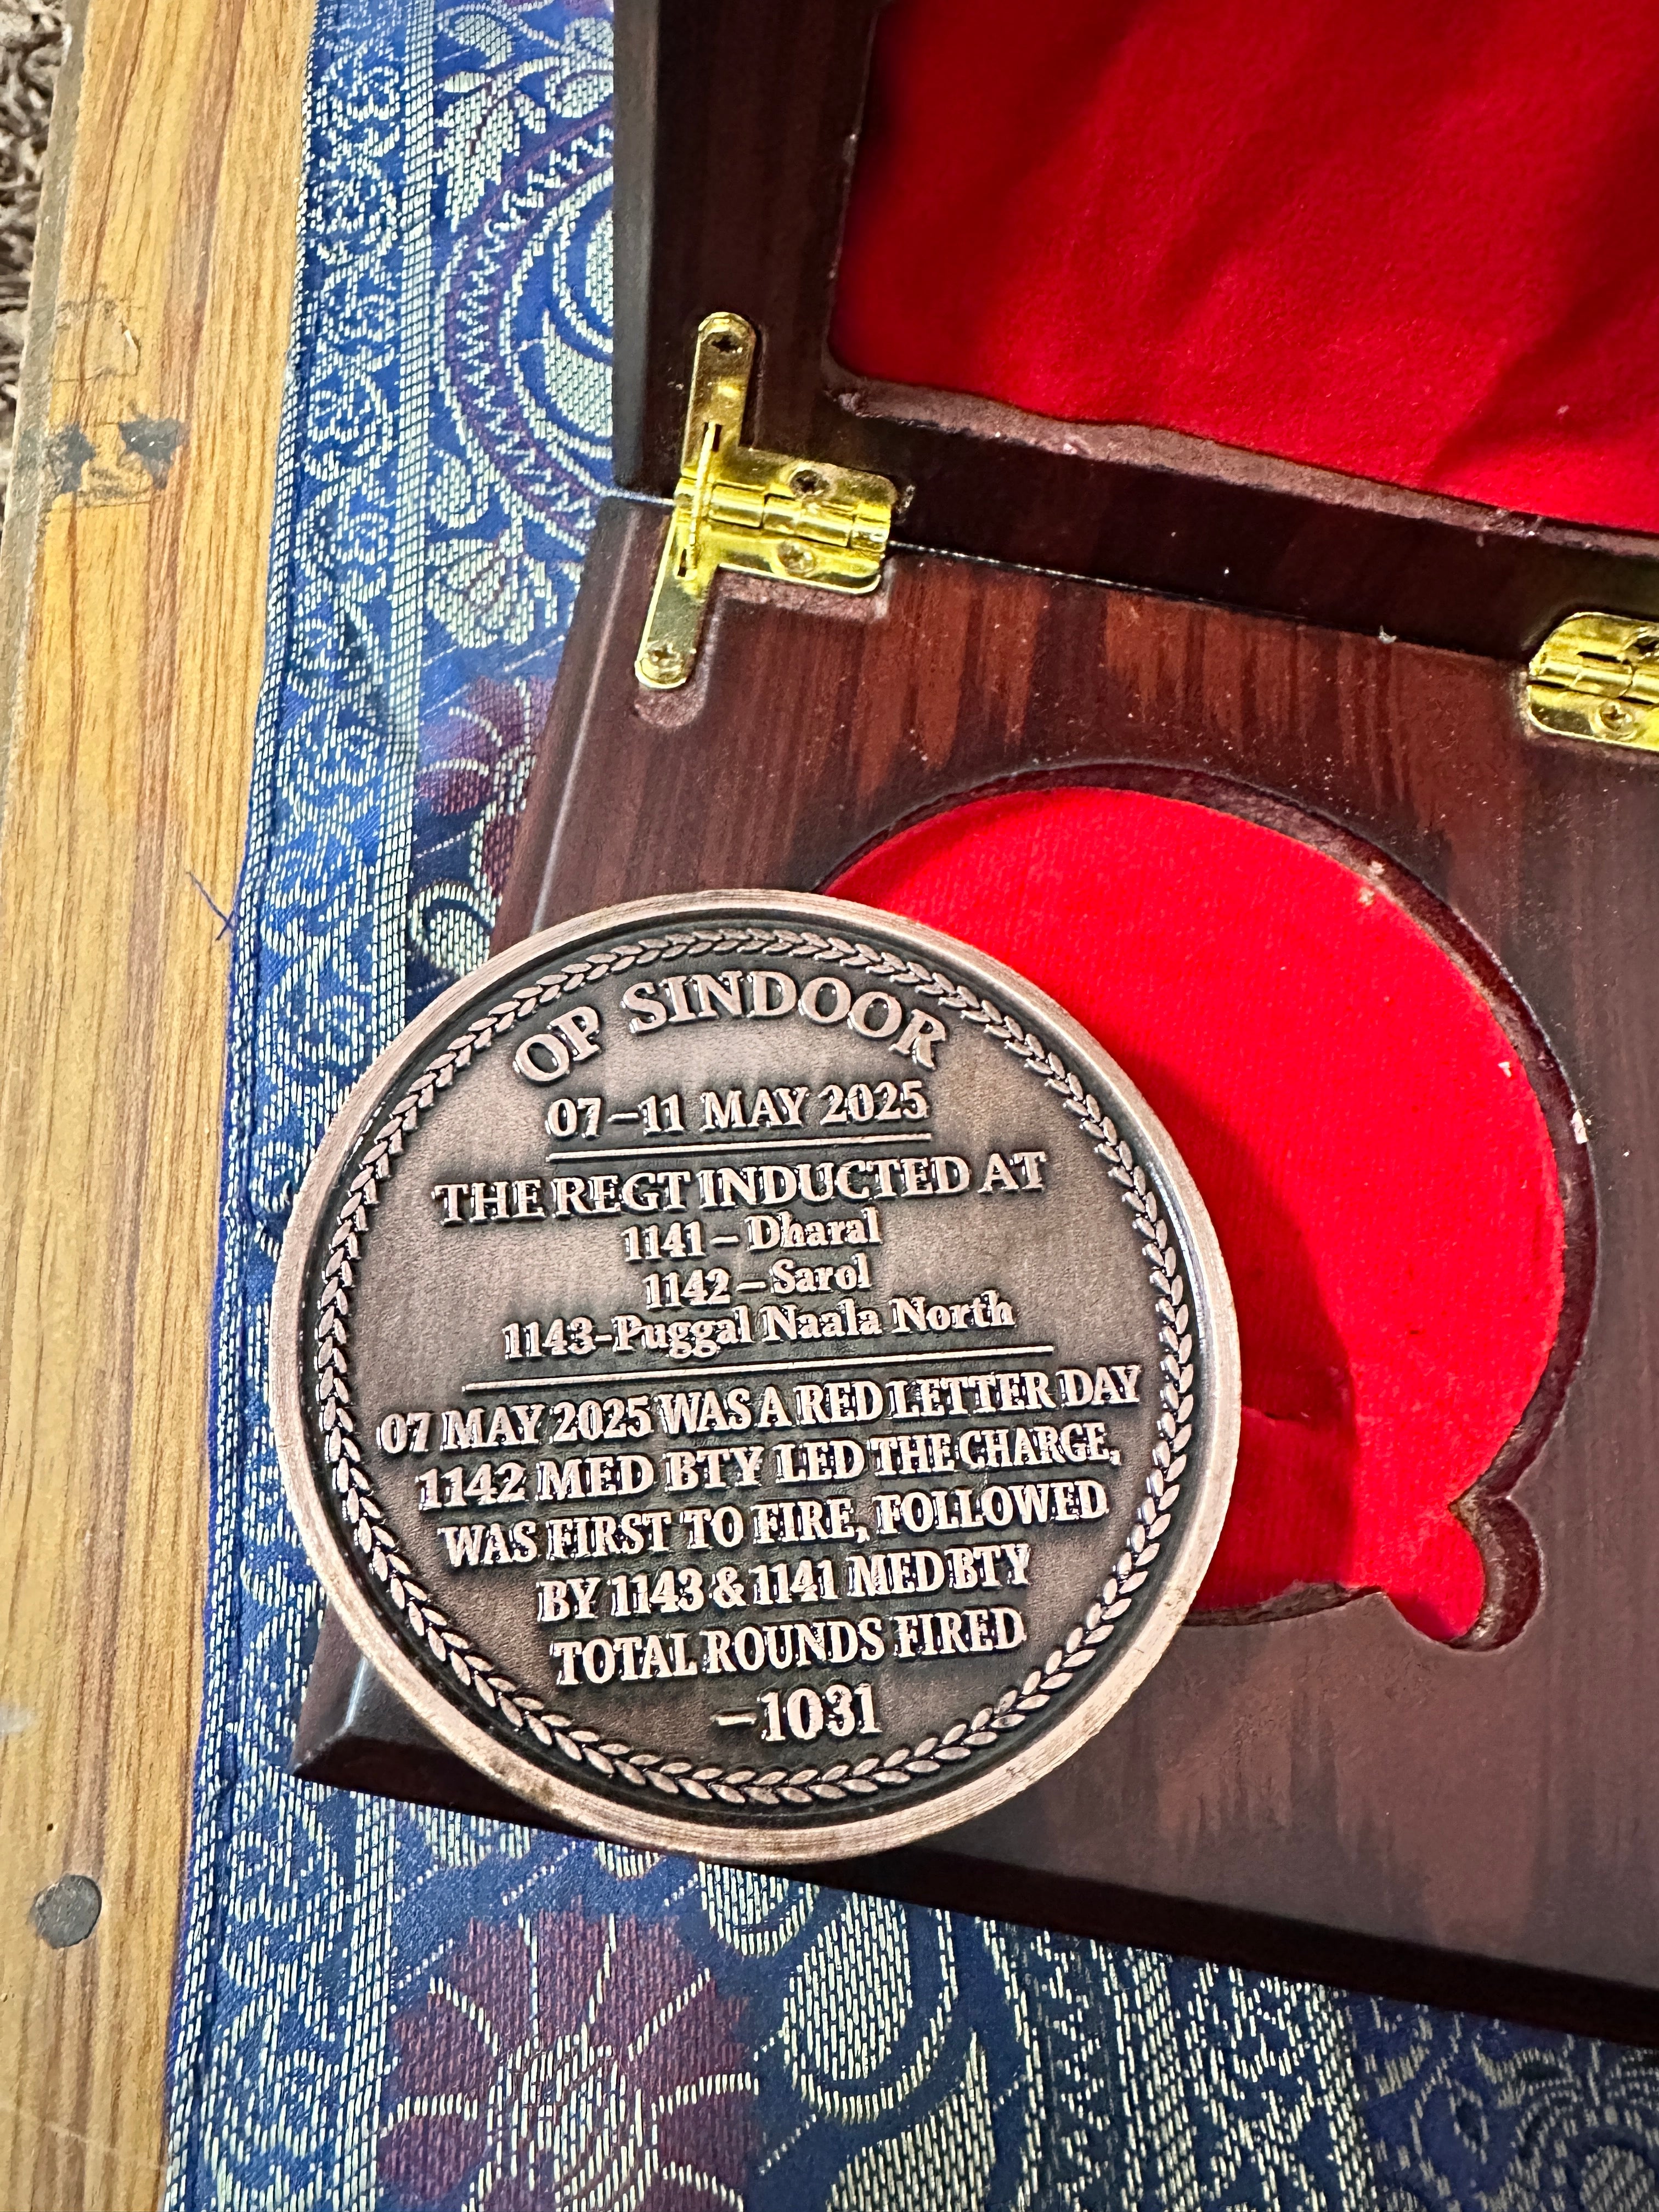 OP SINDOOR
07–11 MAY 2025
THE REGT INDUCTED AT
1141 – Dharal
1142 – Sarol
1143-Puggal Naala North
07 MAY 2025 WAS A RED LETTER DAY
1142 MED BTY LED THE CHARGE,
WAS FIRST TO FIRE, FOLLOWED
BY 1143 & 1141 MED BTY
TOTAL ROUNDS FIRED
–1031